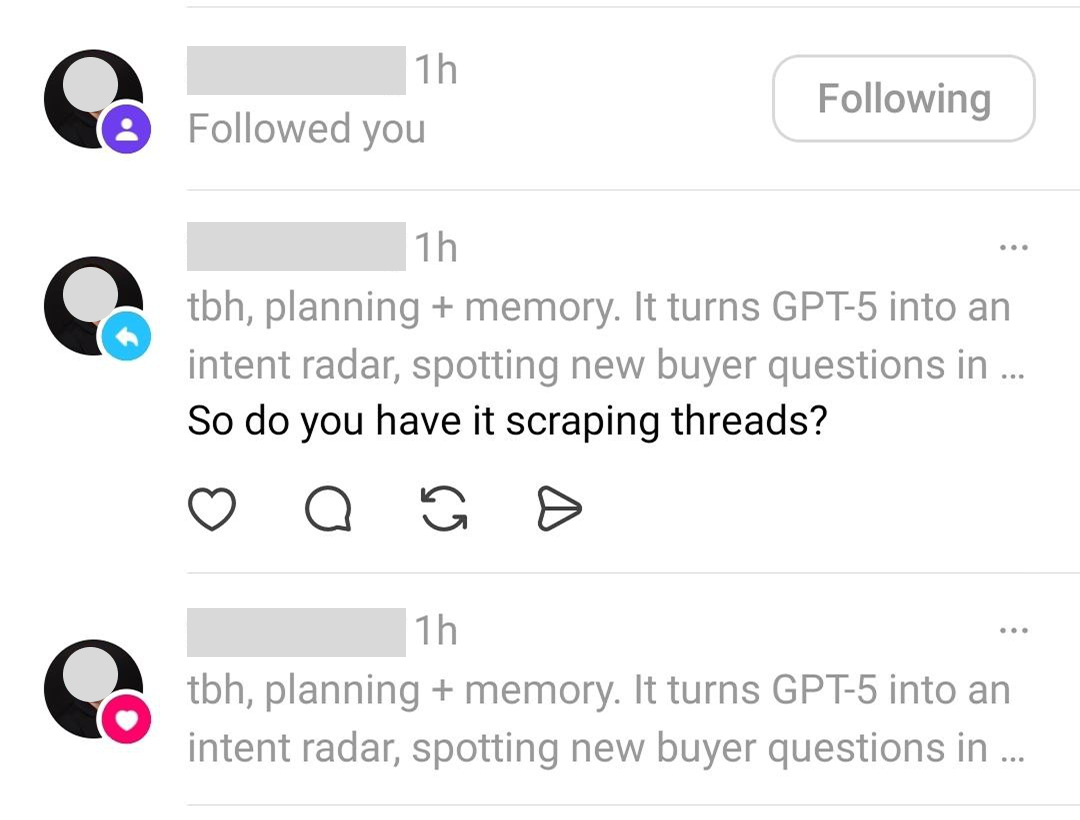 1h
Followed you
Following
1h
...
tbh, planning + memory. It turns GPT-5 into an
intent radar, spotting new buyer questions in ...
So do you have it scraping threads?
1h
...
tbh, planning + memory. It turns GPT-5 into an
intent radar, spotting new buyer questions in ...